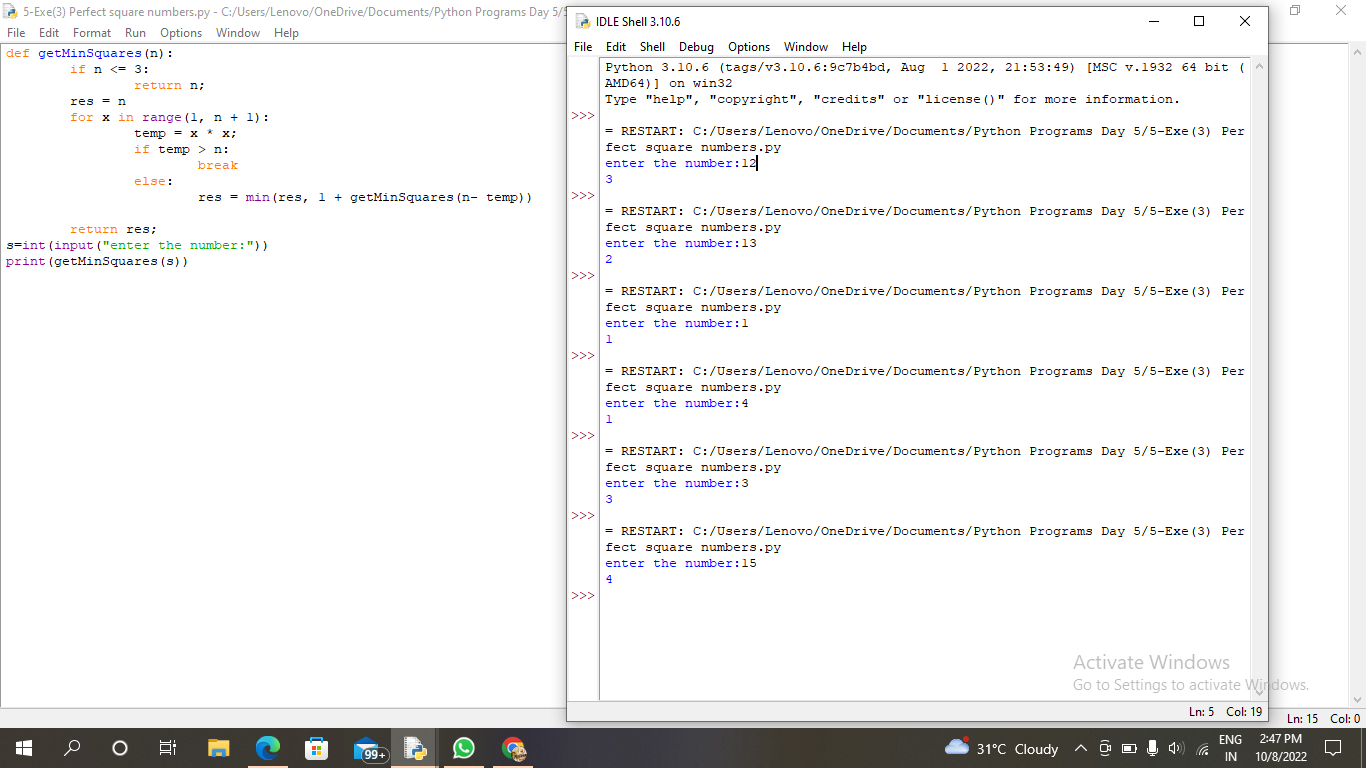 5-Exe(3) Perfect square numbers.py - C:/Users/Lenovo/OneDrive/Documents/Python Programs Day 5/5
File Edit Format Run Options Window Help
def getMinSquares(n):
        if n <= 3:
                return n;
        res = n
        for x in range(1, n + 1):
                temp = x * x;
                if temp > n:
                        break
                else:
                        res = min(res, 1 + getMinSquares(n- temp))
        return res;
s=int(input("enter the number:"))
print(getMinSquares(s))
IDLE Shell 3.10.6
File Edit Shell Debug Options Window Help
Python 3.10.6 (tags/v3.10.6:9c7b4bd, Aug  1 2022, 21:53:49) [MSC v.1932 64 bit (
AMD64)] on win32
Type "help", "copyright", "credits" or "license()" for more information.
>>>
= RESTART: C:/Users/Lenovo/OneDrive/Documents/Python Programs Day 5/5-Exe(3) Per
fect square numbers.py
enter the number:12
3
>>>
= RESTART: C:/Users/Lenovo/OneDrive/Documents/Python Programs Day 5/5-Exe(3) Per
fect square numbers.py
enter the number:13
2
>>>
= RESTART: C:/Users/Lenovo/OneDrive/Documents/Python Programs Day 5/5-Exe(3) Per
fect square numbers.py
enter the number:1
1
>>>
= RESTART: C:/Users/Lenovo/OneDrive/Documents/Python Programs Day 5/5-Exe(3) Per
fect square numbers.py
enter the number:4
1
>>>
= RESTART: C:/Users/Lenovo/OneDrive/Documents/Python Programs Day 5/5-Exe(3) Per
fect square numbers.py
enter the number:3
3
>>>
= RESTART: C:/Users/Lenovo/OneDrive/Documents/Python Programs Day 5/5-Exe(3) Per
fect square numbers.py
enter the number:15
4
>>>
Activate Windows
Go to Settings to activate Windows.
Ln: 5 Col: 19
Ln: 15 Col: 0
99+
31°C Cloudy
ENG
IN
2:47 PM
10/8/2022